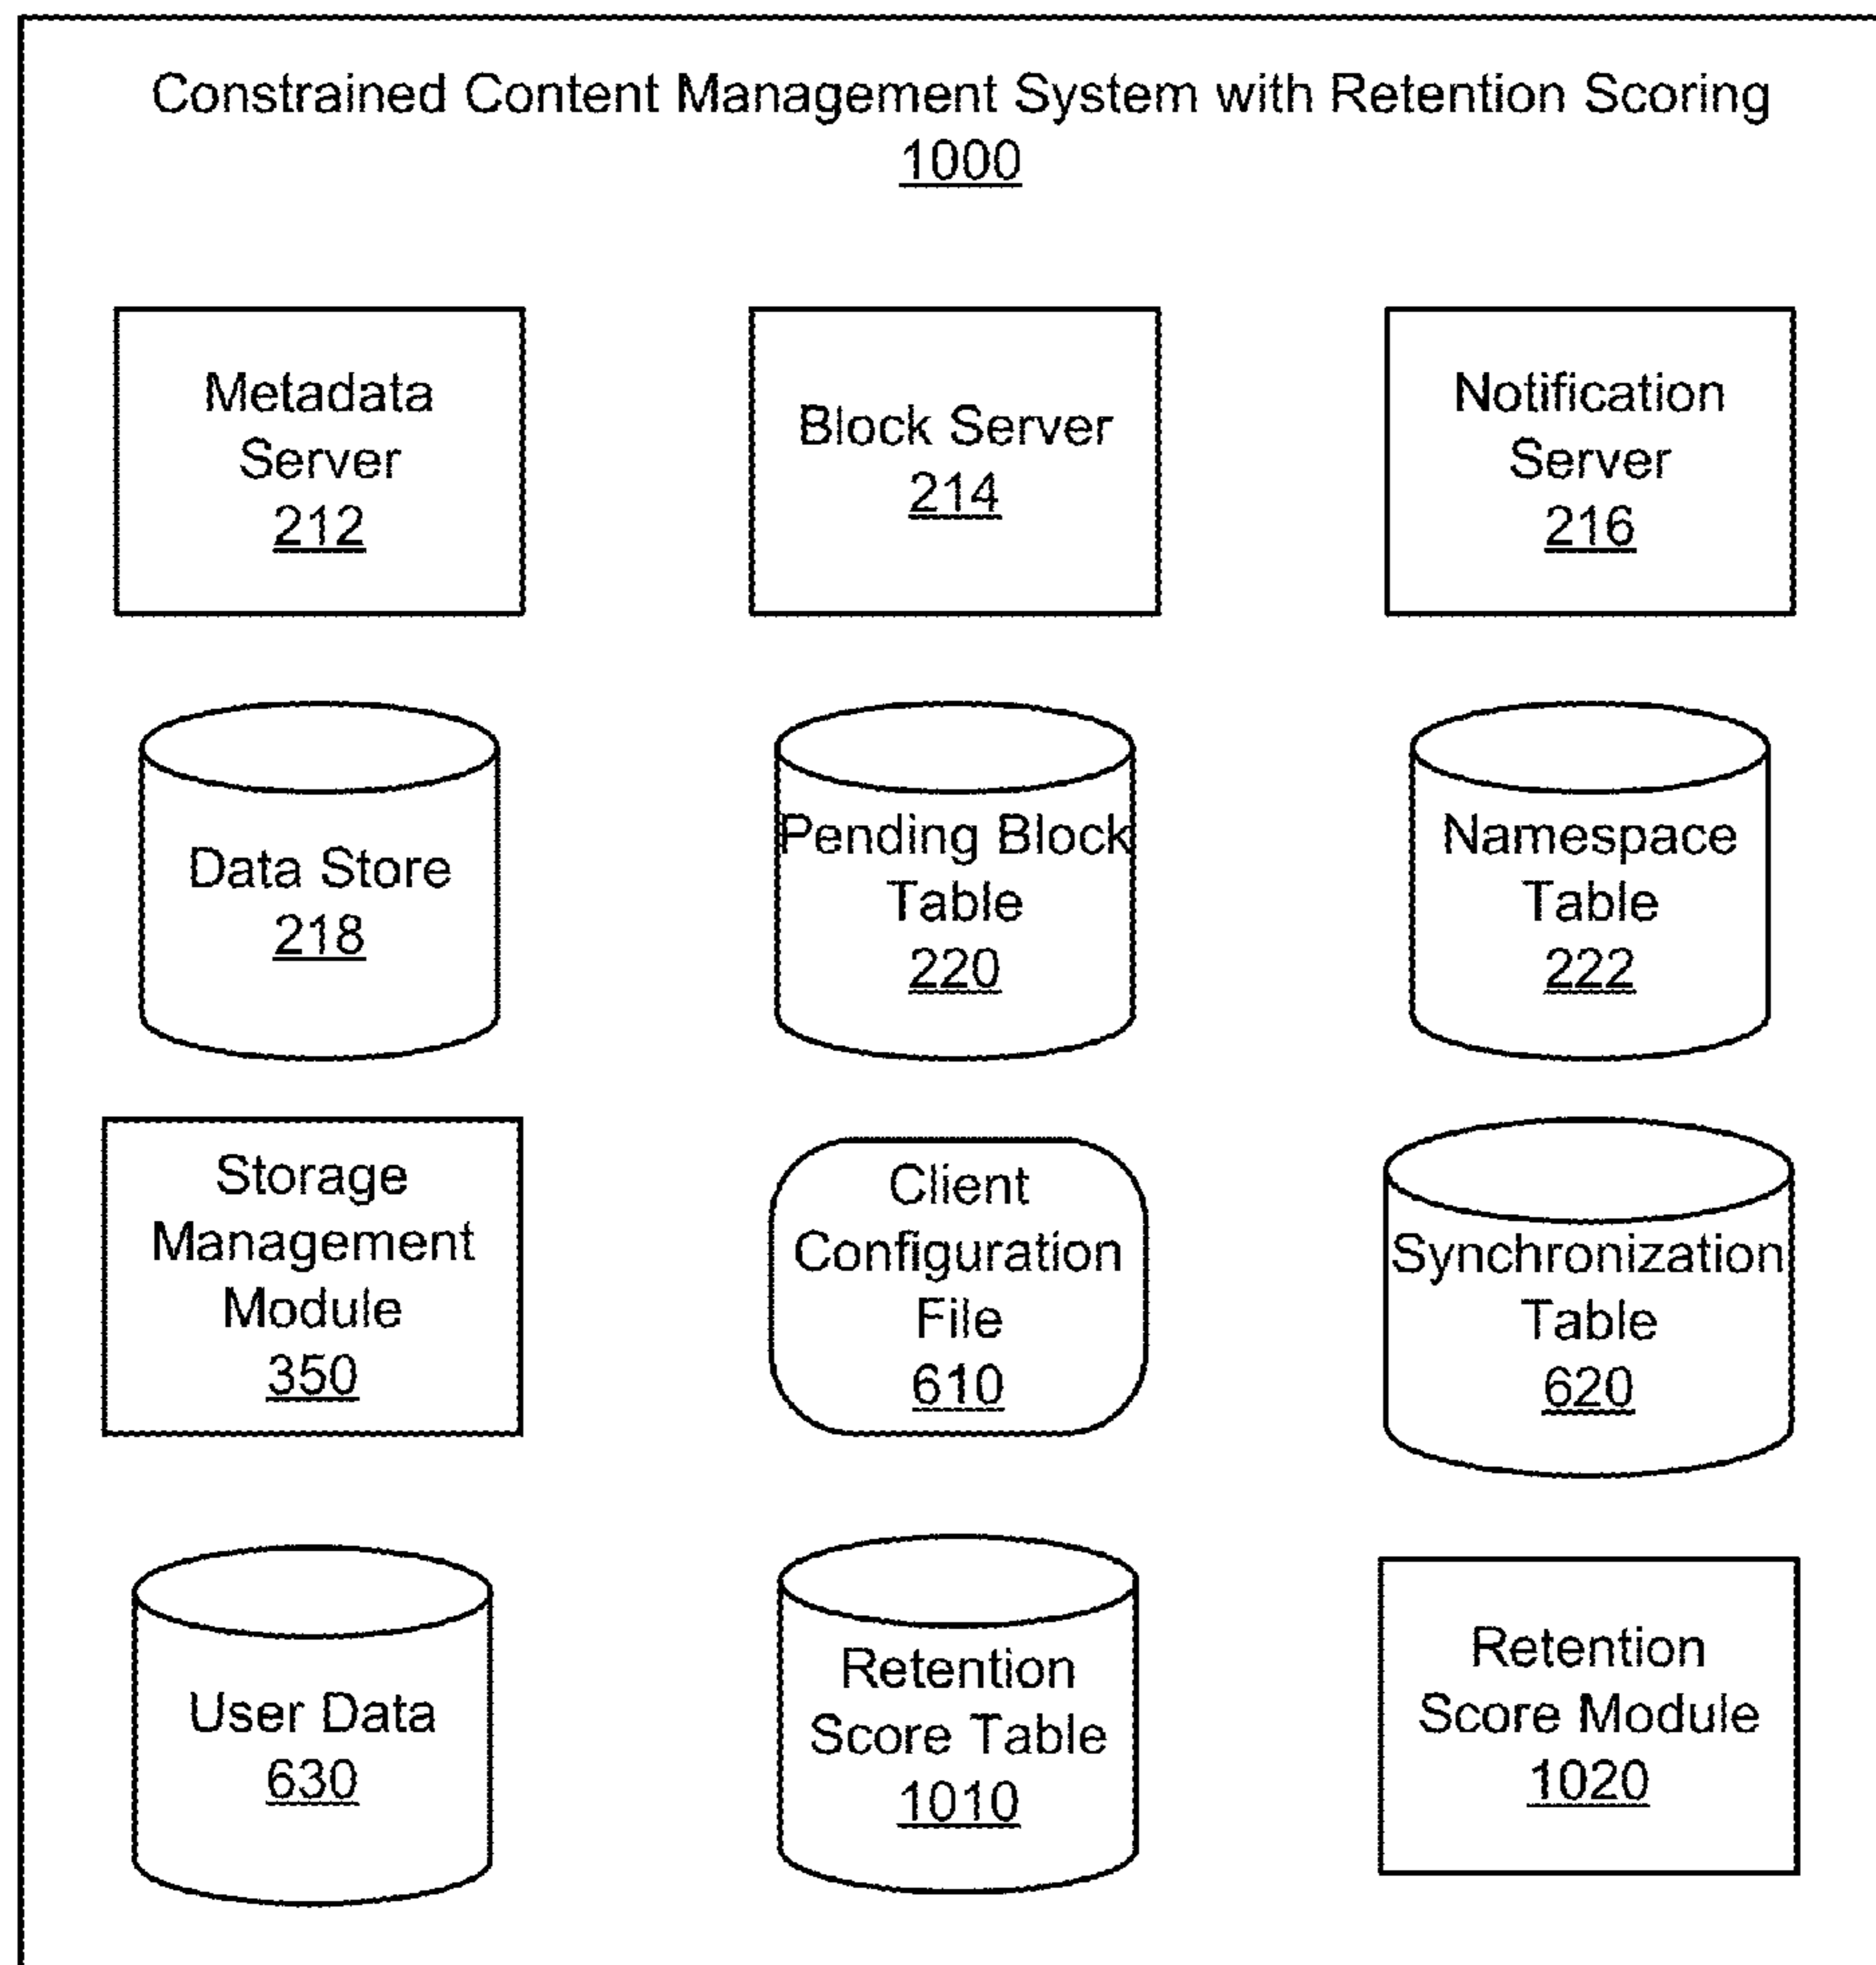 Constrained Content Management System with Retention Scoring
1000
Metadata
Server
212
Block Server
214
Notification
Server
216
Data Store
218
Pending Block
Table
220
Namespace
Table
222
Storage
Management
Module
350
Client
Configuration
File
610
Synchronization
Table
620
User Data
630
Retention
Score Table
1010
Retention
Score Module
1020